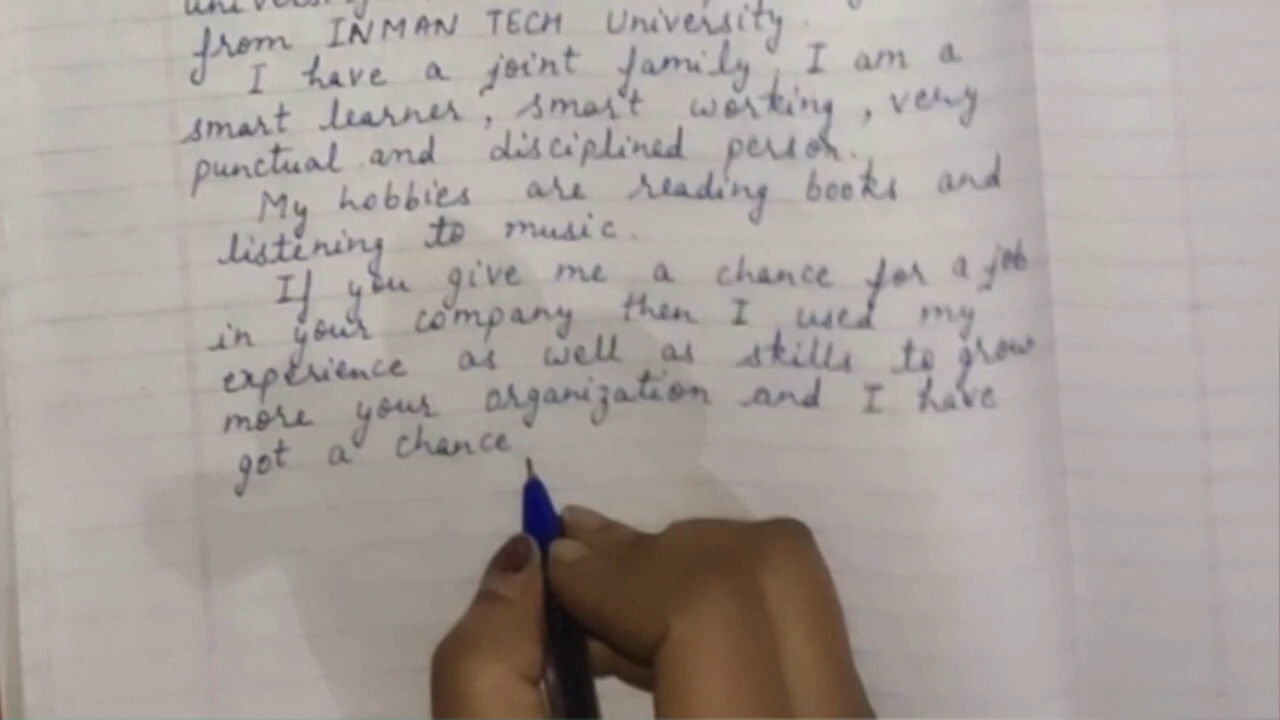 from INMAN TECH University.
I have a joint family, I am a
smart learner, smart working, very
punctual and disciplined person.
My hobbies are reading books and
listening to music.
If you give me a chance for a job
in your company then I used my
experience as well as skills to grow
more your organization and I have
got a chance